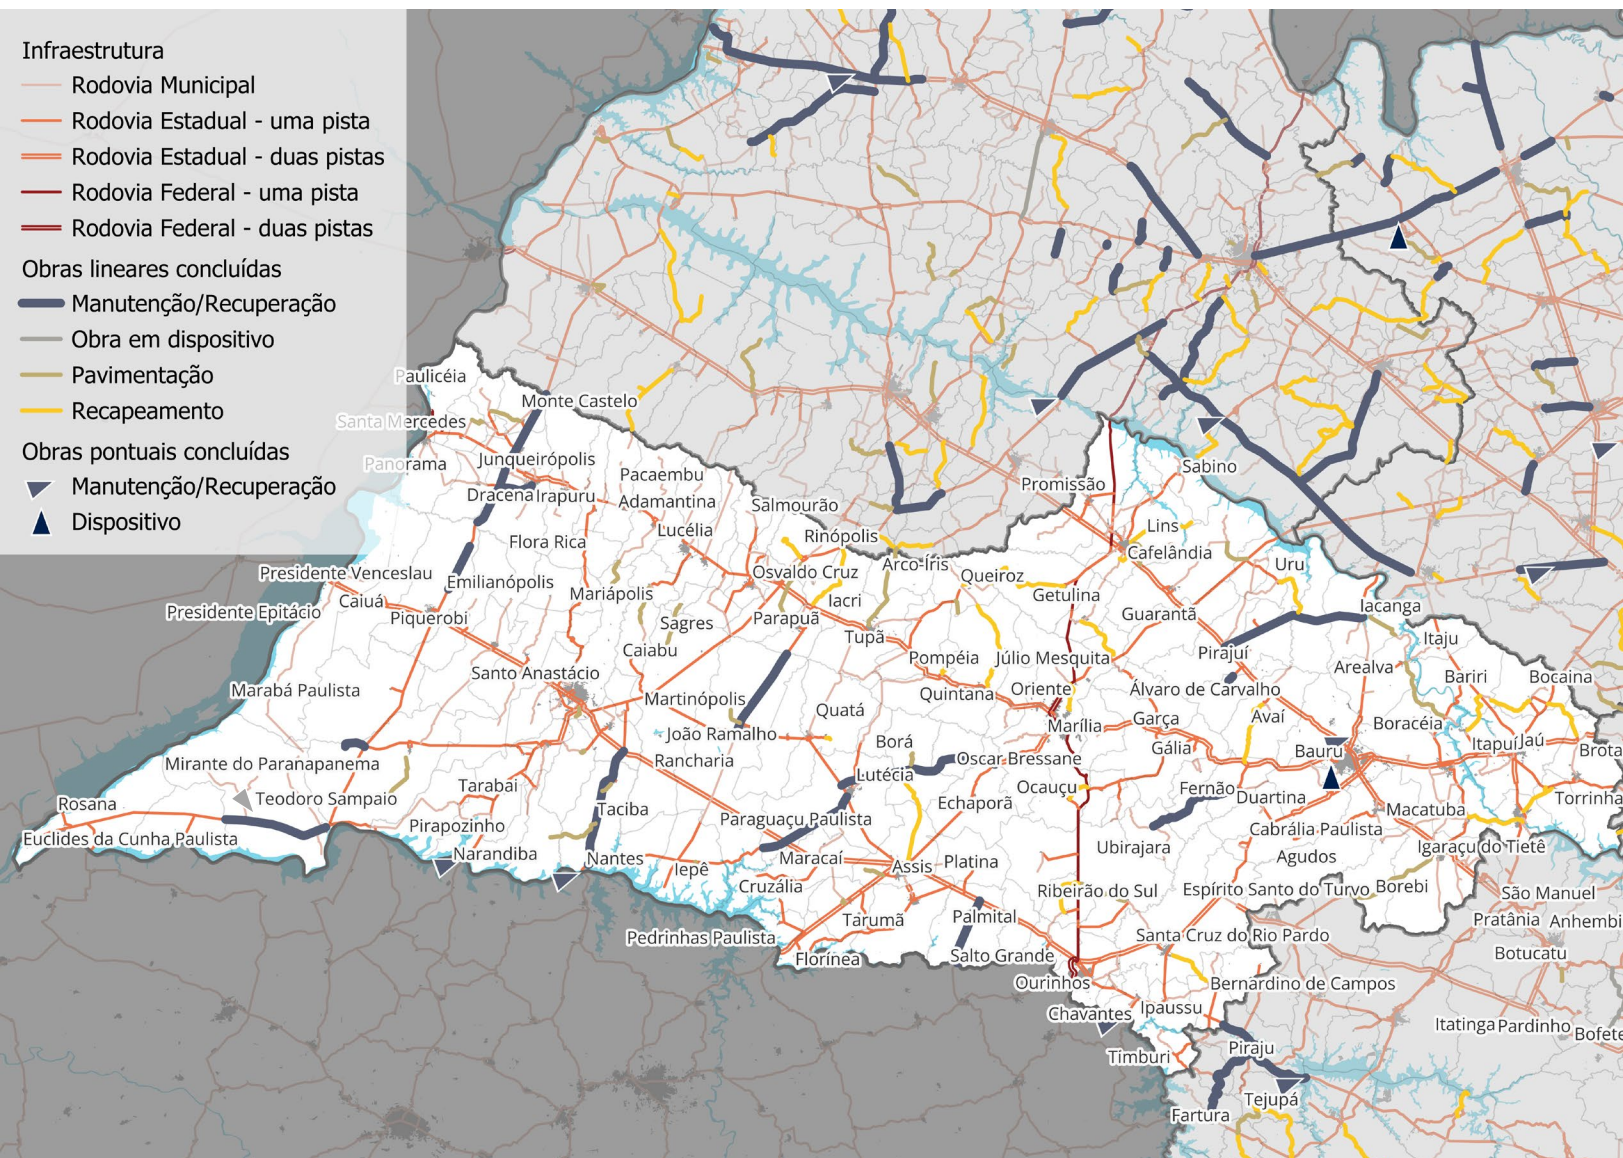 Infraestrutura
Rodovia Municipal
Rodovia Estadual - uma pista
Rodovia Estadual - duas pistas
Rodovia Federal - uma pista
Rodovia Federal - duas pistas
Obras lineares concluídas
Manutenção/Recuperação
Obra em dispositivo
Pavimentação
Recapeamento
Obras pontuais concluídas
Manutenção/Recuperação
Dispositivo
Paulicéia
Monte Castelo
Santa Mercedes
Panorama
Junqueirópolis
Pacaembu
Sabino
Promissão
Dracena
Irapuru
Adamantina
Salmourão
Lucélia
Lins
Flora Rica
Rinópolis
Cafelândia
Presidente Venceslau
Emilianópolis
Osvaldo Cruz
Arco-Íris
Queiroz
Uru
Caiuá
Mariápolis
Iacri
Getulina
Iacanga
Presidente Epitácio
Piquerobi
Sagres
Parapuã
Guarantã
Tupã
Itaju
Caiabu
Pompéia
Júlio Mesquita
Pirajuí
Santo Anastácio
Arealva
Bariri
Bocaina
Marabá Paulista
Martinópolis
Quintana
Oriente
Álvaro de Carvalho
Quatá
Marília
Garça
Avaí
Boracéia
João Ramalho
Borá
Gália
Bauru
Itapuí
Jaú
Brota
Mirante do Paranapanema
Rancharia
Oscar Bressane
Lutécia
Tarabai
Ocauçu
Fernão
Duartina
Teodoro Sampaio
Rosana
Taciba
Echaporã
Macatuba
Torrinha
Pirapozinho
Paraguaçu Paulista
Cabrália Paulista
Euclides da Cunha Paulista
Ubirajara
Igaraçu do Tietê
Narandiba
Nantes
Maracaí
Assis
Platina
Agudos
Iepê
Cruzália
Ribeirão do Sul
Espírito Santo do Turvo
Borebi
São Manuel
Tarumã
Palmital
Pratânia
Anhembi
Pedrinhas Paulista
Santa Cruz do Rio Pardo
Florínea
Salto Grande
Botucatu
Ourinhos
Bernardino de Campos
Chavantes
Ipaussu
Itatinga
Pardinho
Bofete
Timburi
Piraju
Tejupá
Fartura